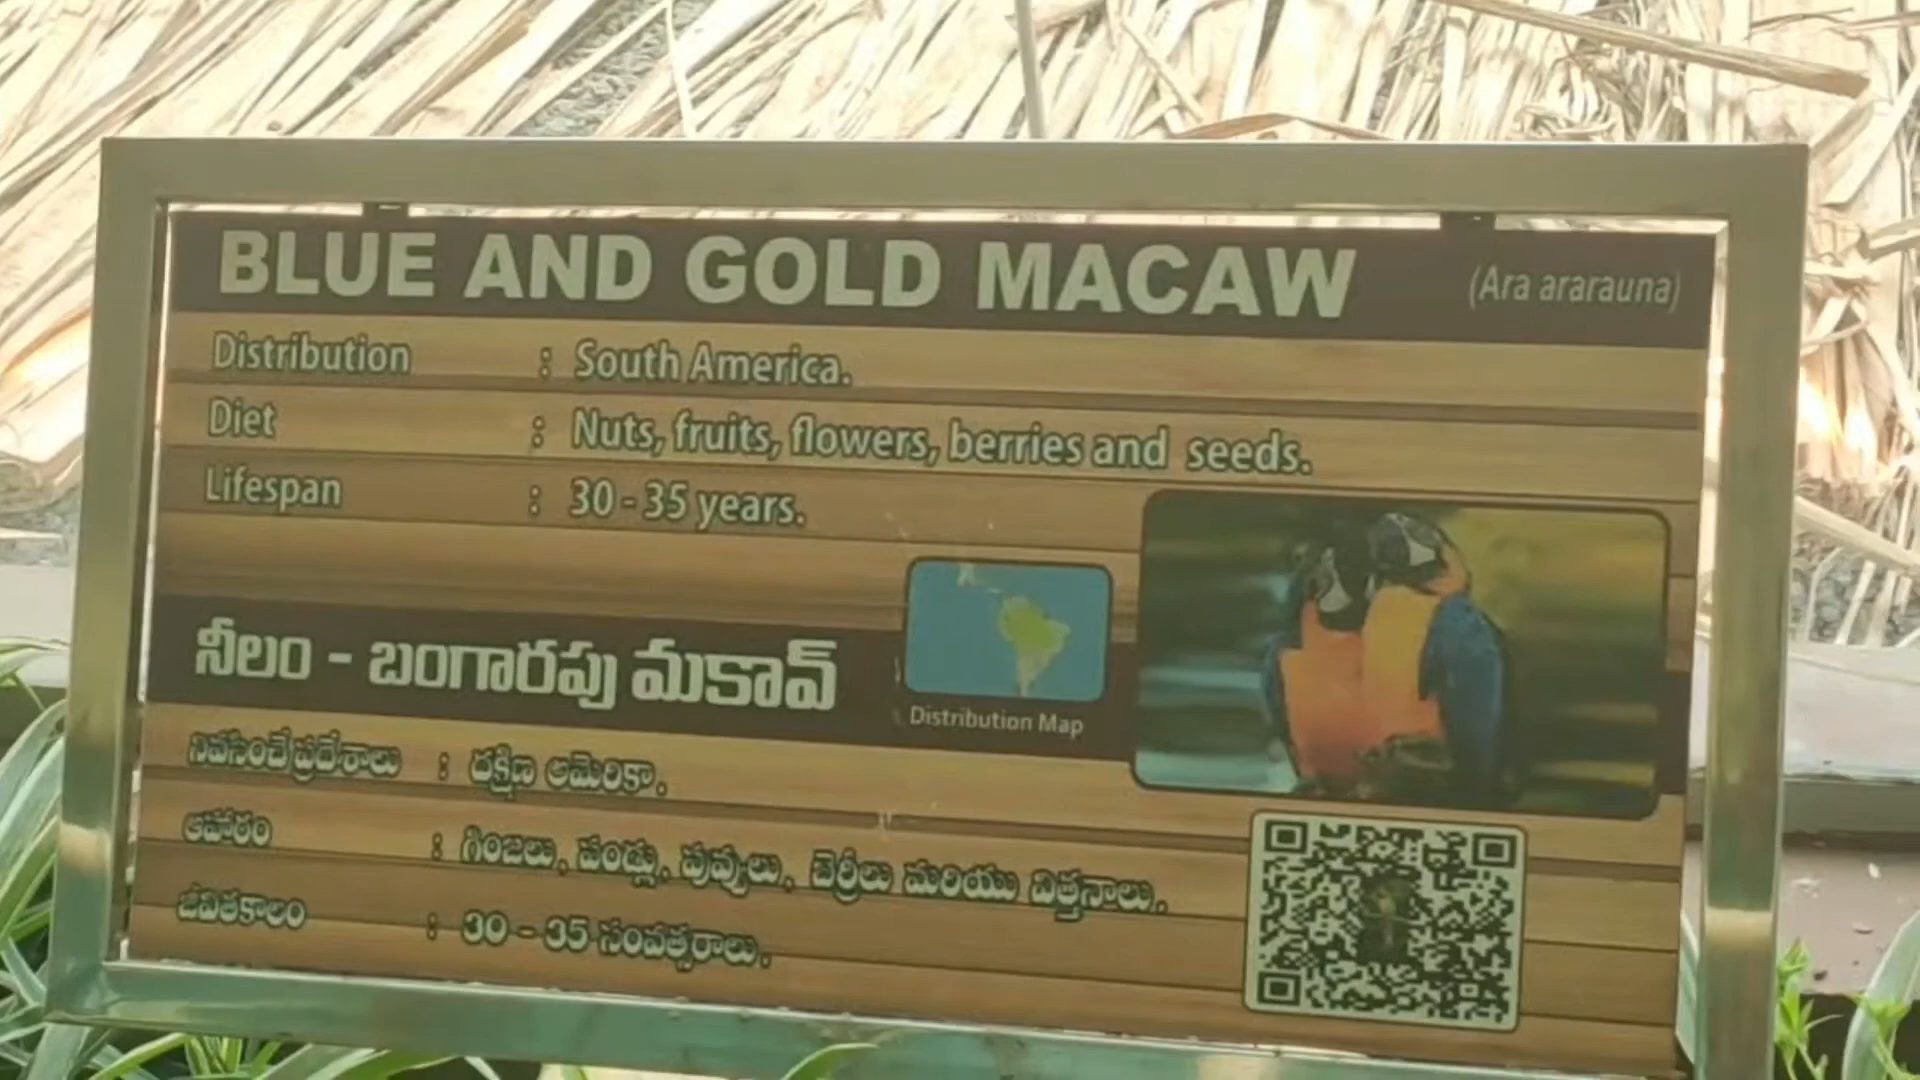 BLUE AND GOLD MACAW (Ara ararauna)
Distribution : South America.
Diet : Nuts, fruits, flowers, berries and seeds.
Lifespan : 30 - 35 years.
నీలం - బంగారపు మకావ్
Distribution Map
నివసించే ప్రదేశాలు : దక్షిణ అమెరికా.
ఆహారం : గింజలు, పండ్లు, పువ్వులు, బెర్రీలు మరియు విత్తనాలు.
జీవితకాలం : 30 - 35 సంవత్సరాలు.